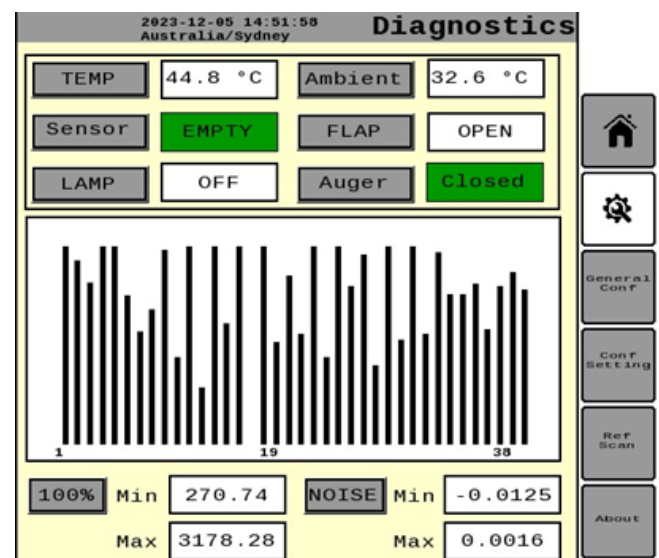 2023-12-05 14:51:58
Australia/Sydney
Diagnostics
TEMP 44.8 °C Ambient 32.6 °C
Sensor EMPTY FLAP OPEN
LAMP OFF Auger Closed
General
Conf
Conf
Setting
Ref
Scan
1 19 38
100% Min 270.74 NOISE Min -0.0125
Max 3178.28 Max 0.0016
About